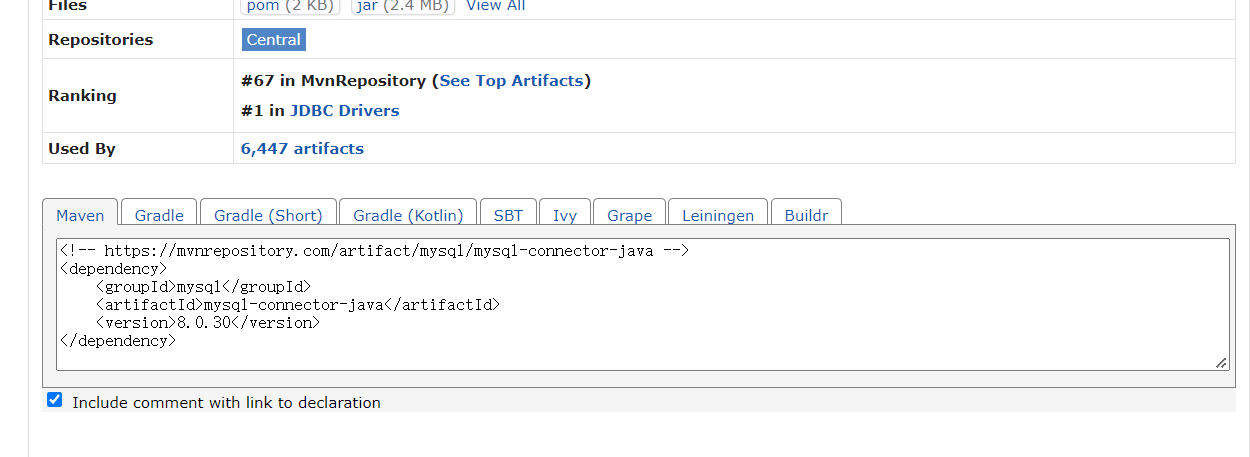 Files pom (2 KB) jar (2.4 MB) View All
Repositories Central
Ranking
#67 in MvnRepository (See Top Artifacts)
#1 in JDBC Drivers
Used By 6,447 artifacts
Maven Gradle Gradle (Short) Gradle (Kotlin) SBT Ivy Grape Leiningen Buildr
<!-- https://mvnrepository.com/artifact/mysql/mysql-connector-java -->
<dependency>
    <groupId>mysql</groupId>
    <artifactId>mysql-connector-java</artifactId>
    <version>8.0.30</version>
</dependency>
Include comment with link to declaration